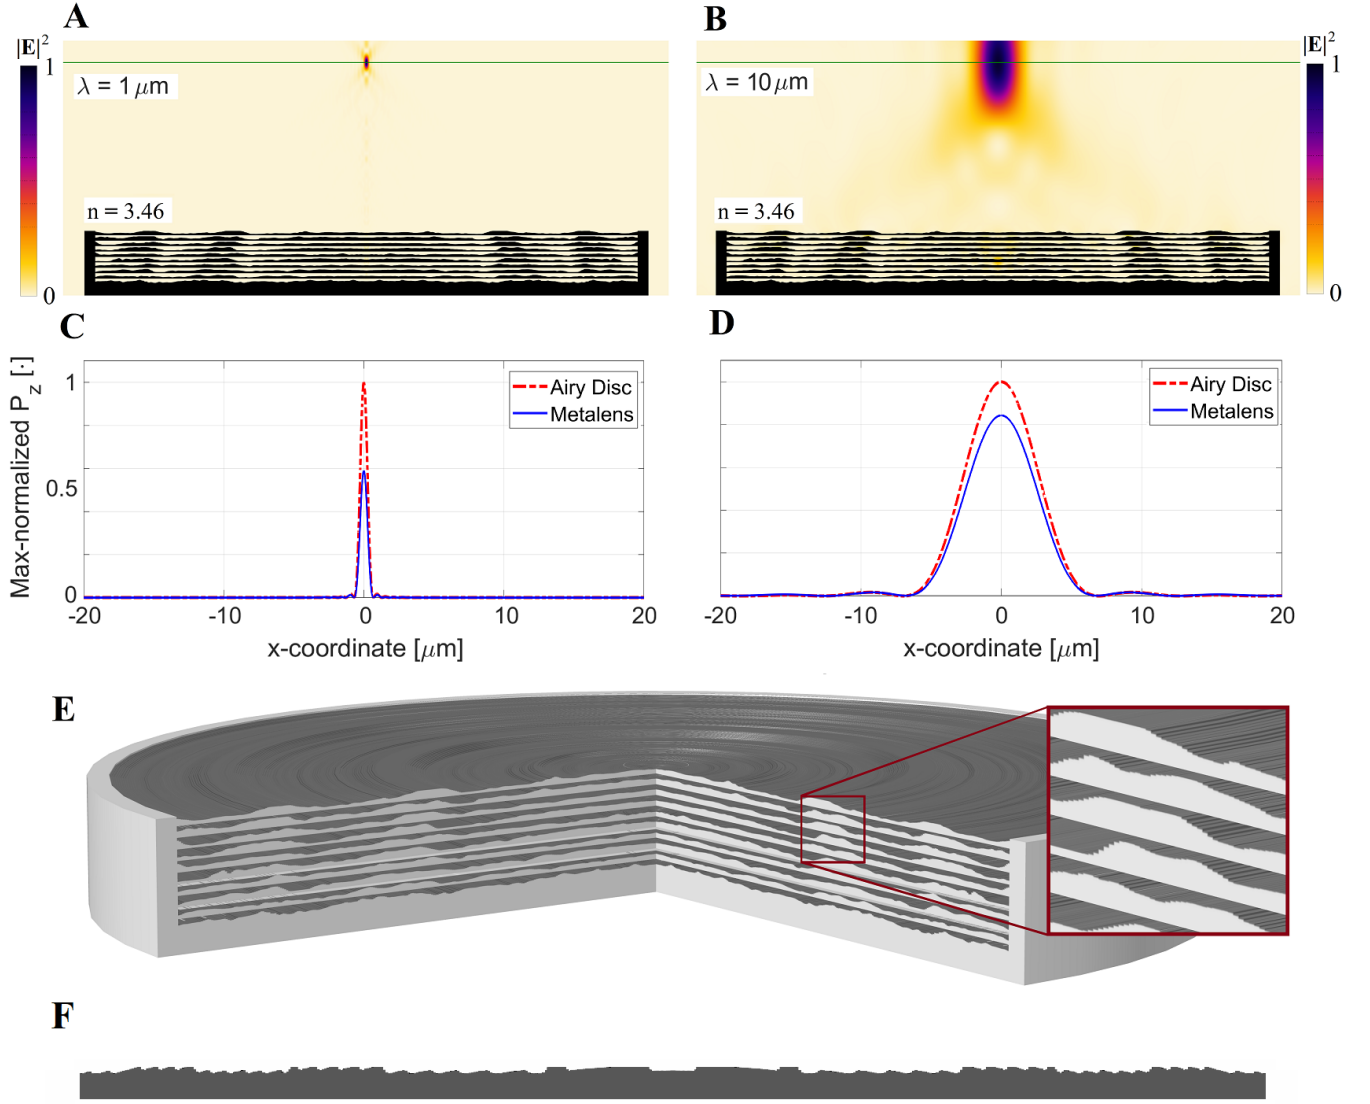 A
B
|E|²
1
λ = 1 μm
n = 3.46
0
|E|²
1
λ = 10 μm
n = 3.46
0
C
D
Max-normalized P_z [·]
1
0.5
0
Airy Disc
Metalens
-20 -10 0 10 20
x-coordinate [μm]
Airy Disc
Metalens
-20 -10 0 10 20
x-coordinate [μm]
E
F